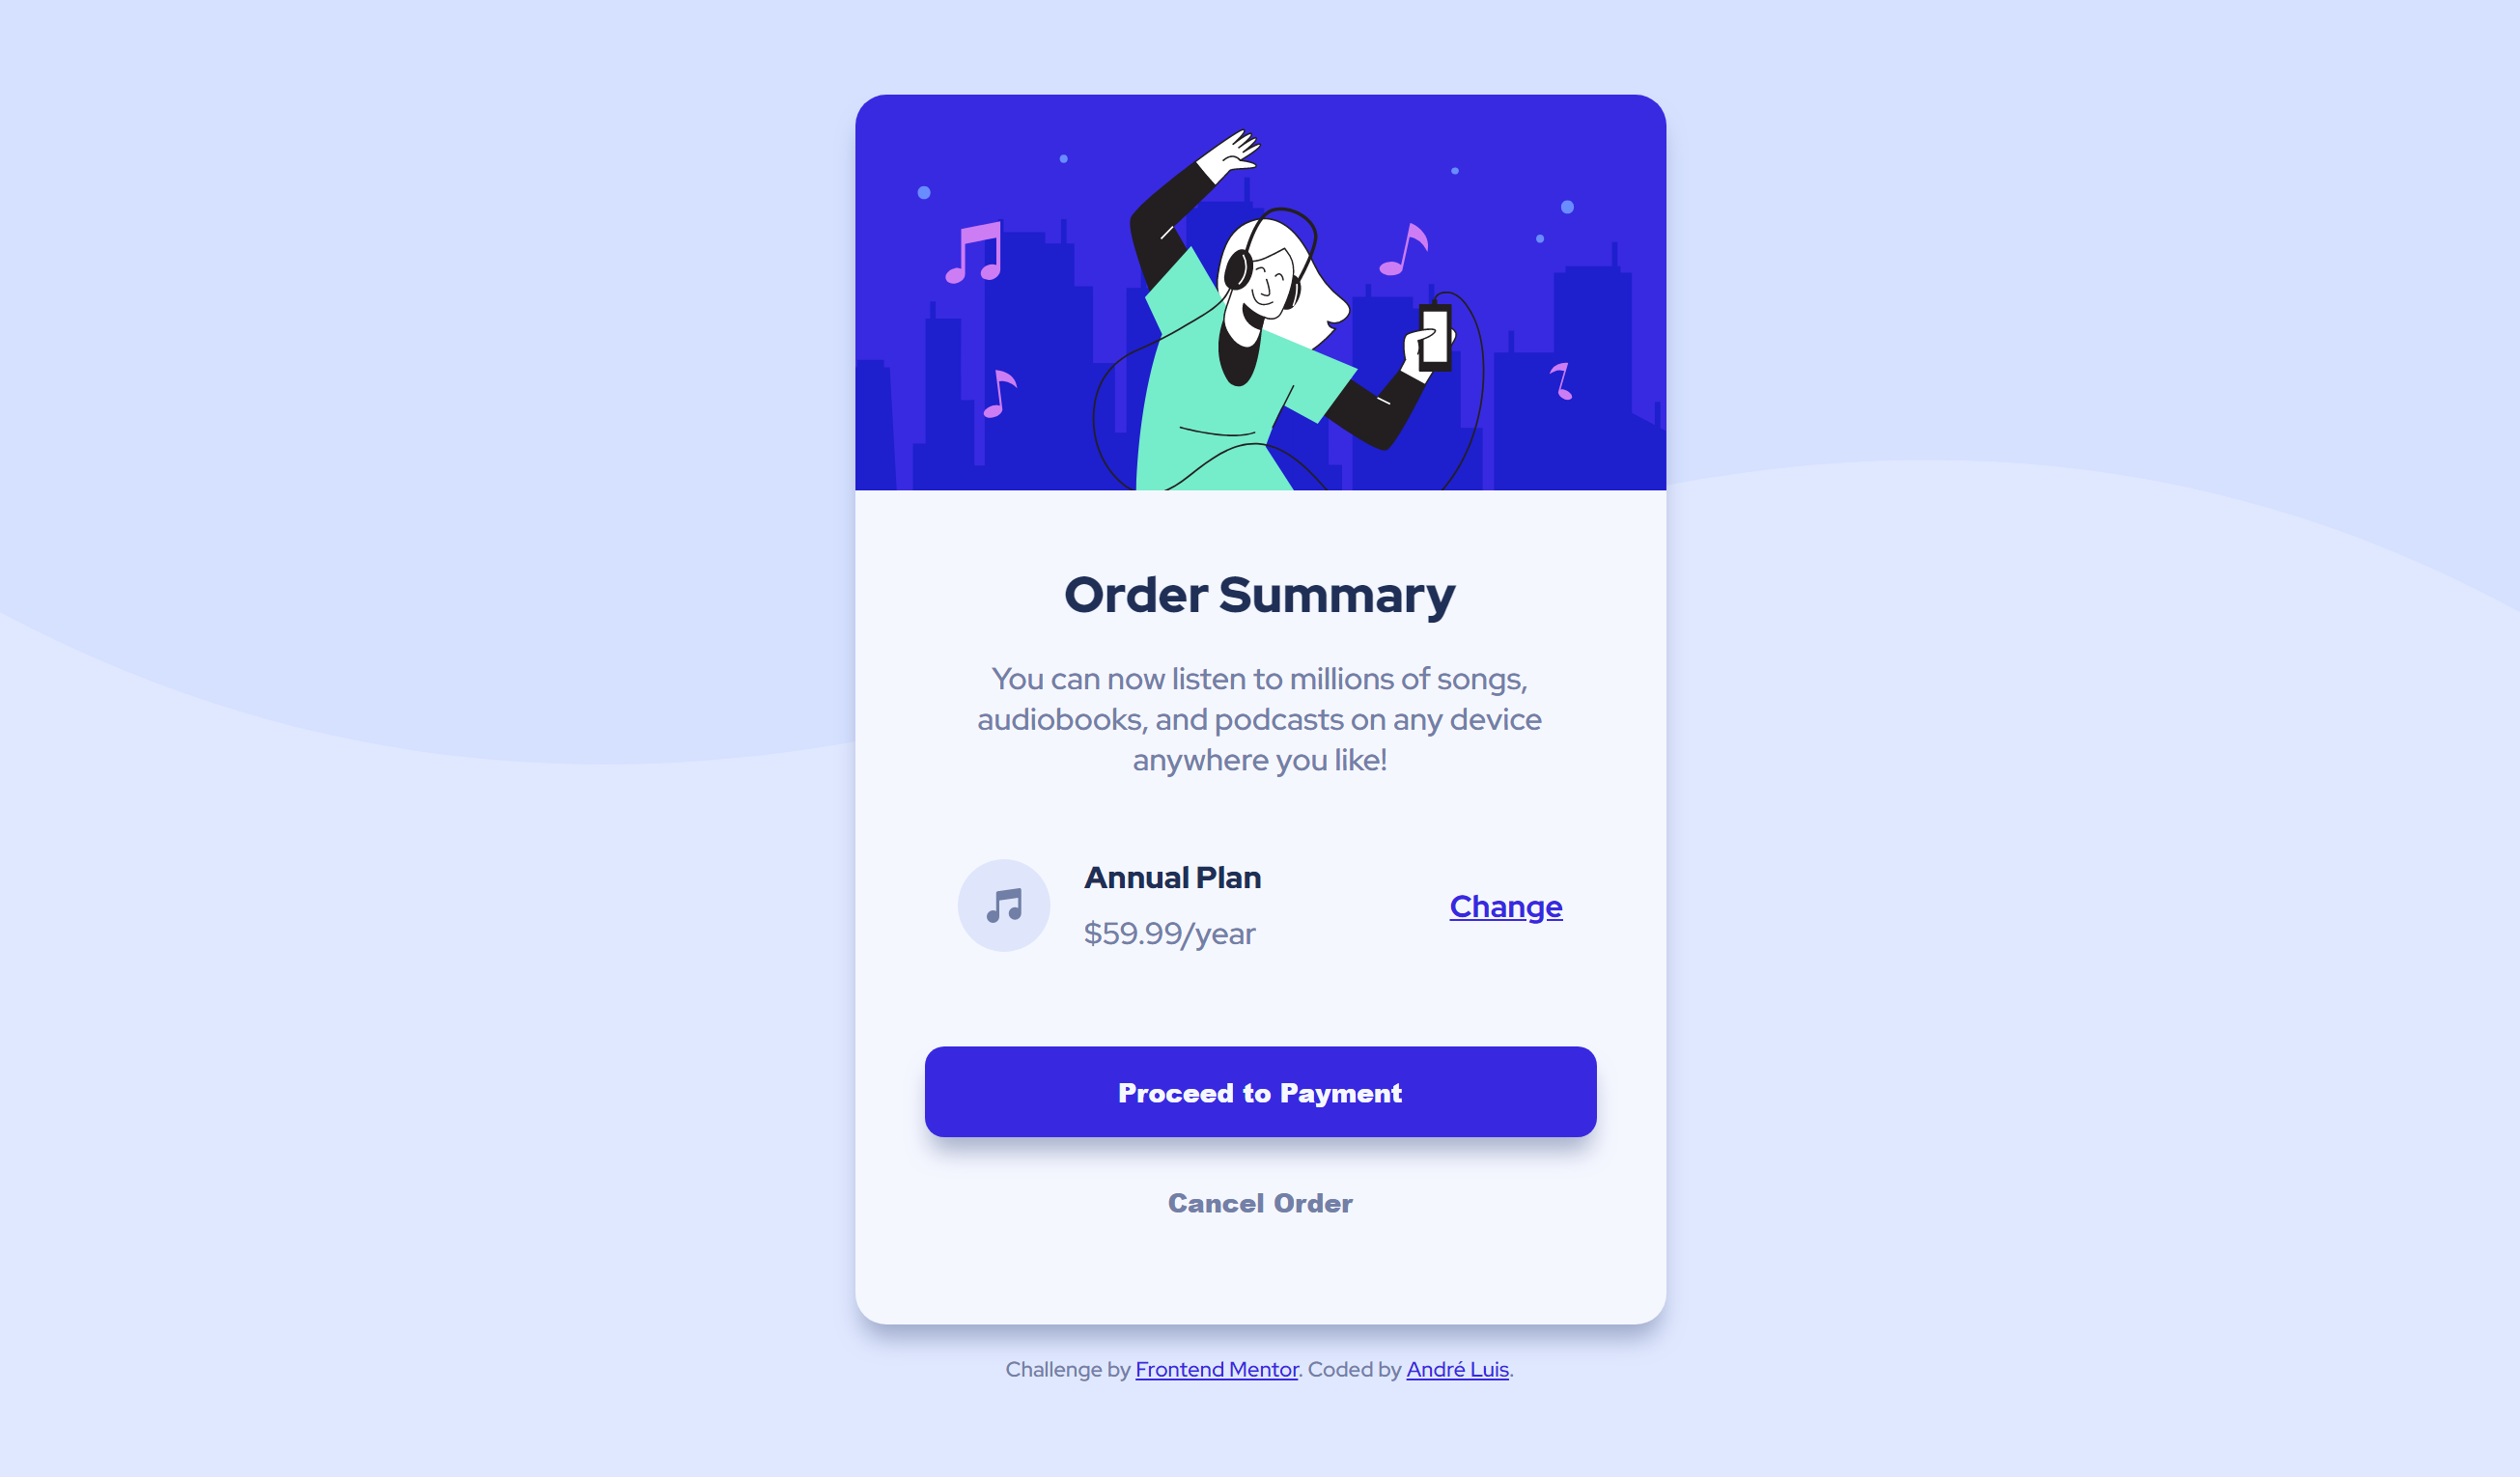 Order Summary
You can now listen to millions of songs,
audiobooks, and podcasts on any device
anywhere you like!
Annual Plan
$59.99/year
Change
Proceed to Payment
Cancel Order
Challenge by Frontend Mentor. Coded by André Luis.